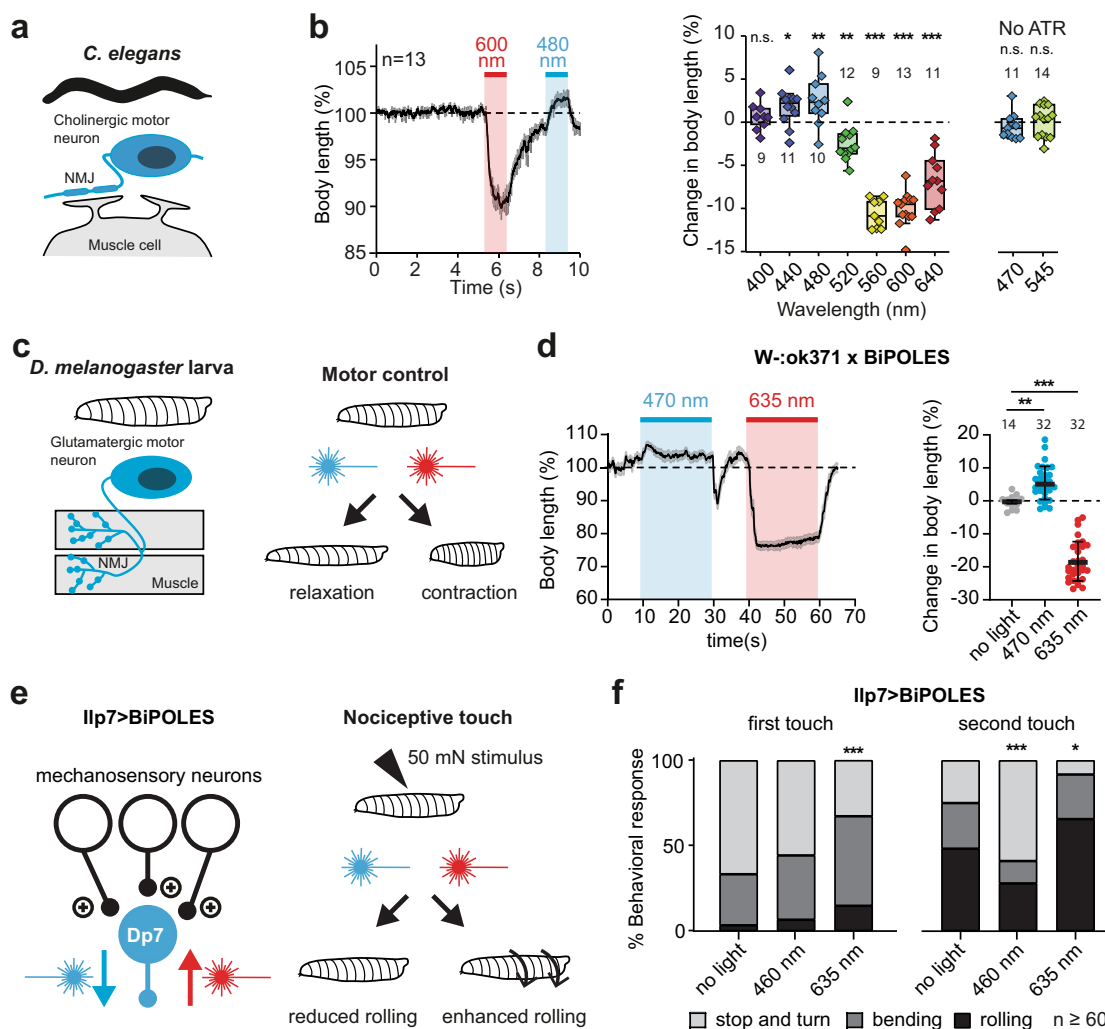 a
C. elegans
Cholinergic motor
neuron
NMJ
Muscle cell
b
n=13
600
nm
480
nm
Body length (%)
105
100
95
90
85
0 2 4 6 8 10
Time (s)
Change in body length (%)
10
5
0
-5
-10
-15
n.s. * ** ** *** *** ***
12 9 13 11
9 11 10
400 440 480 520 560 600 640
Wavelength (nm)
No ATR
n.s. n.s.
11 14
470 545
c
D. melanogaster larva
Glutamatergic motor
neuron
NMJ
Muscle
Motor control
relaxation contraction
d
W-:ok371 x BiPOLES
470 nm 635 nm
Body length (%)
110
100
90
80
70
60
0 10 20 30 40 50 60 70
time(s)
Change in body length (%)
***
**
14 32 32
20
10
0
-10
-20
-30
no light 470 nm 635 nm
e
Ilp7>BiPOLES
mechanosensory neurons
Dp7
Nociceptive touch
50 mN stimulus
reduced rolling enhanced rolling
f
Ilp7>BiPOLES
first touch second touch
*** *** *
% Behavioral response
100
50
0
no light 460 nm 635 nm no light 460 nm 635 nm
stop and turn bending rolling n ≥ 60